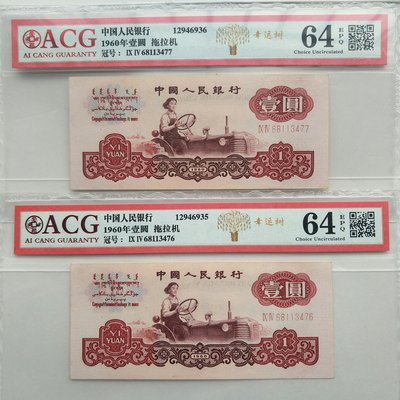 ACG
AI CANG GUARANTY
中国人民银行 12946936
1960年壹圆 拖拉机
冠号： IX IV 68113477
幸运树
64 EPQ
Choice Uncirculated
中國人民銀行
壹圓
IX IV 68113477
YI YUAN
1960
1
ACG
AI CANG GUARANTY
中国人民银行 12946935
1960年壹圆 拖拉机
冠号： IX IV 68113476
幸运树
64 EPQ
Choice Uncirculated
中國人民銀行
壹圓
IX IV 68113476
YI YUAN
1960
1